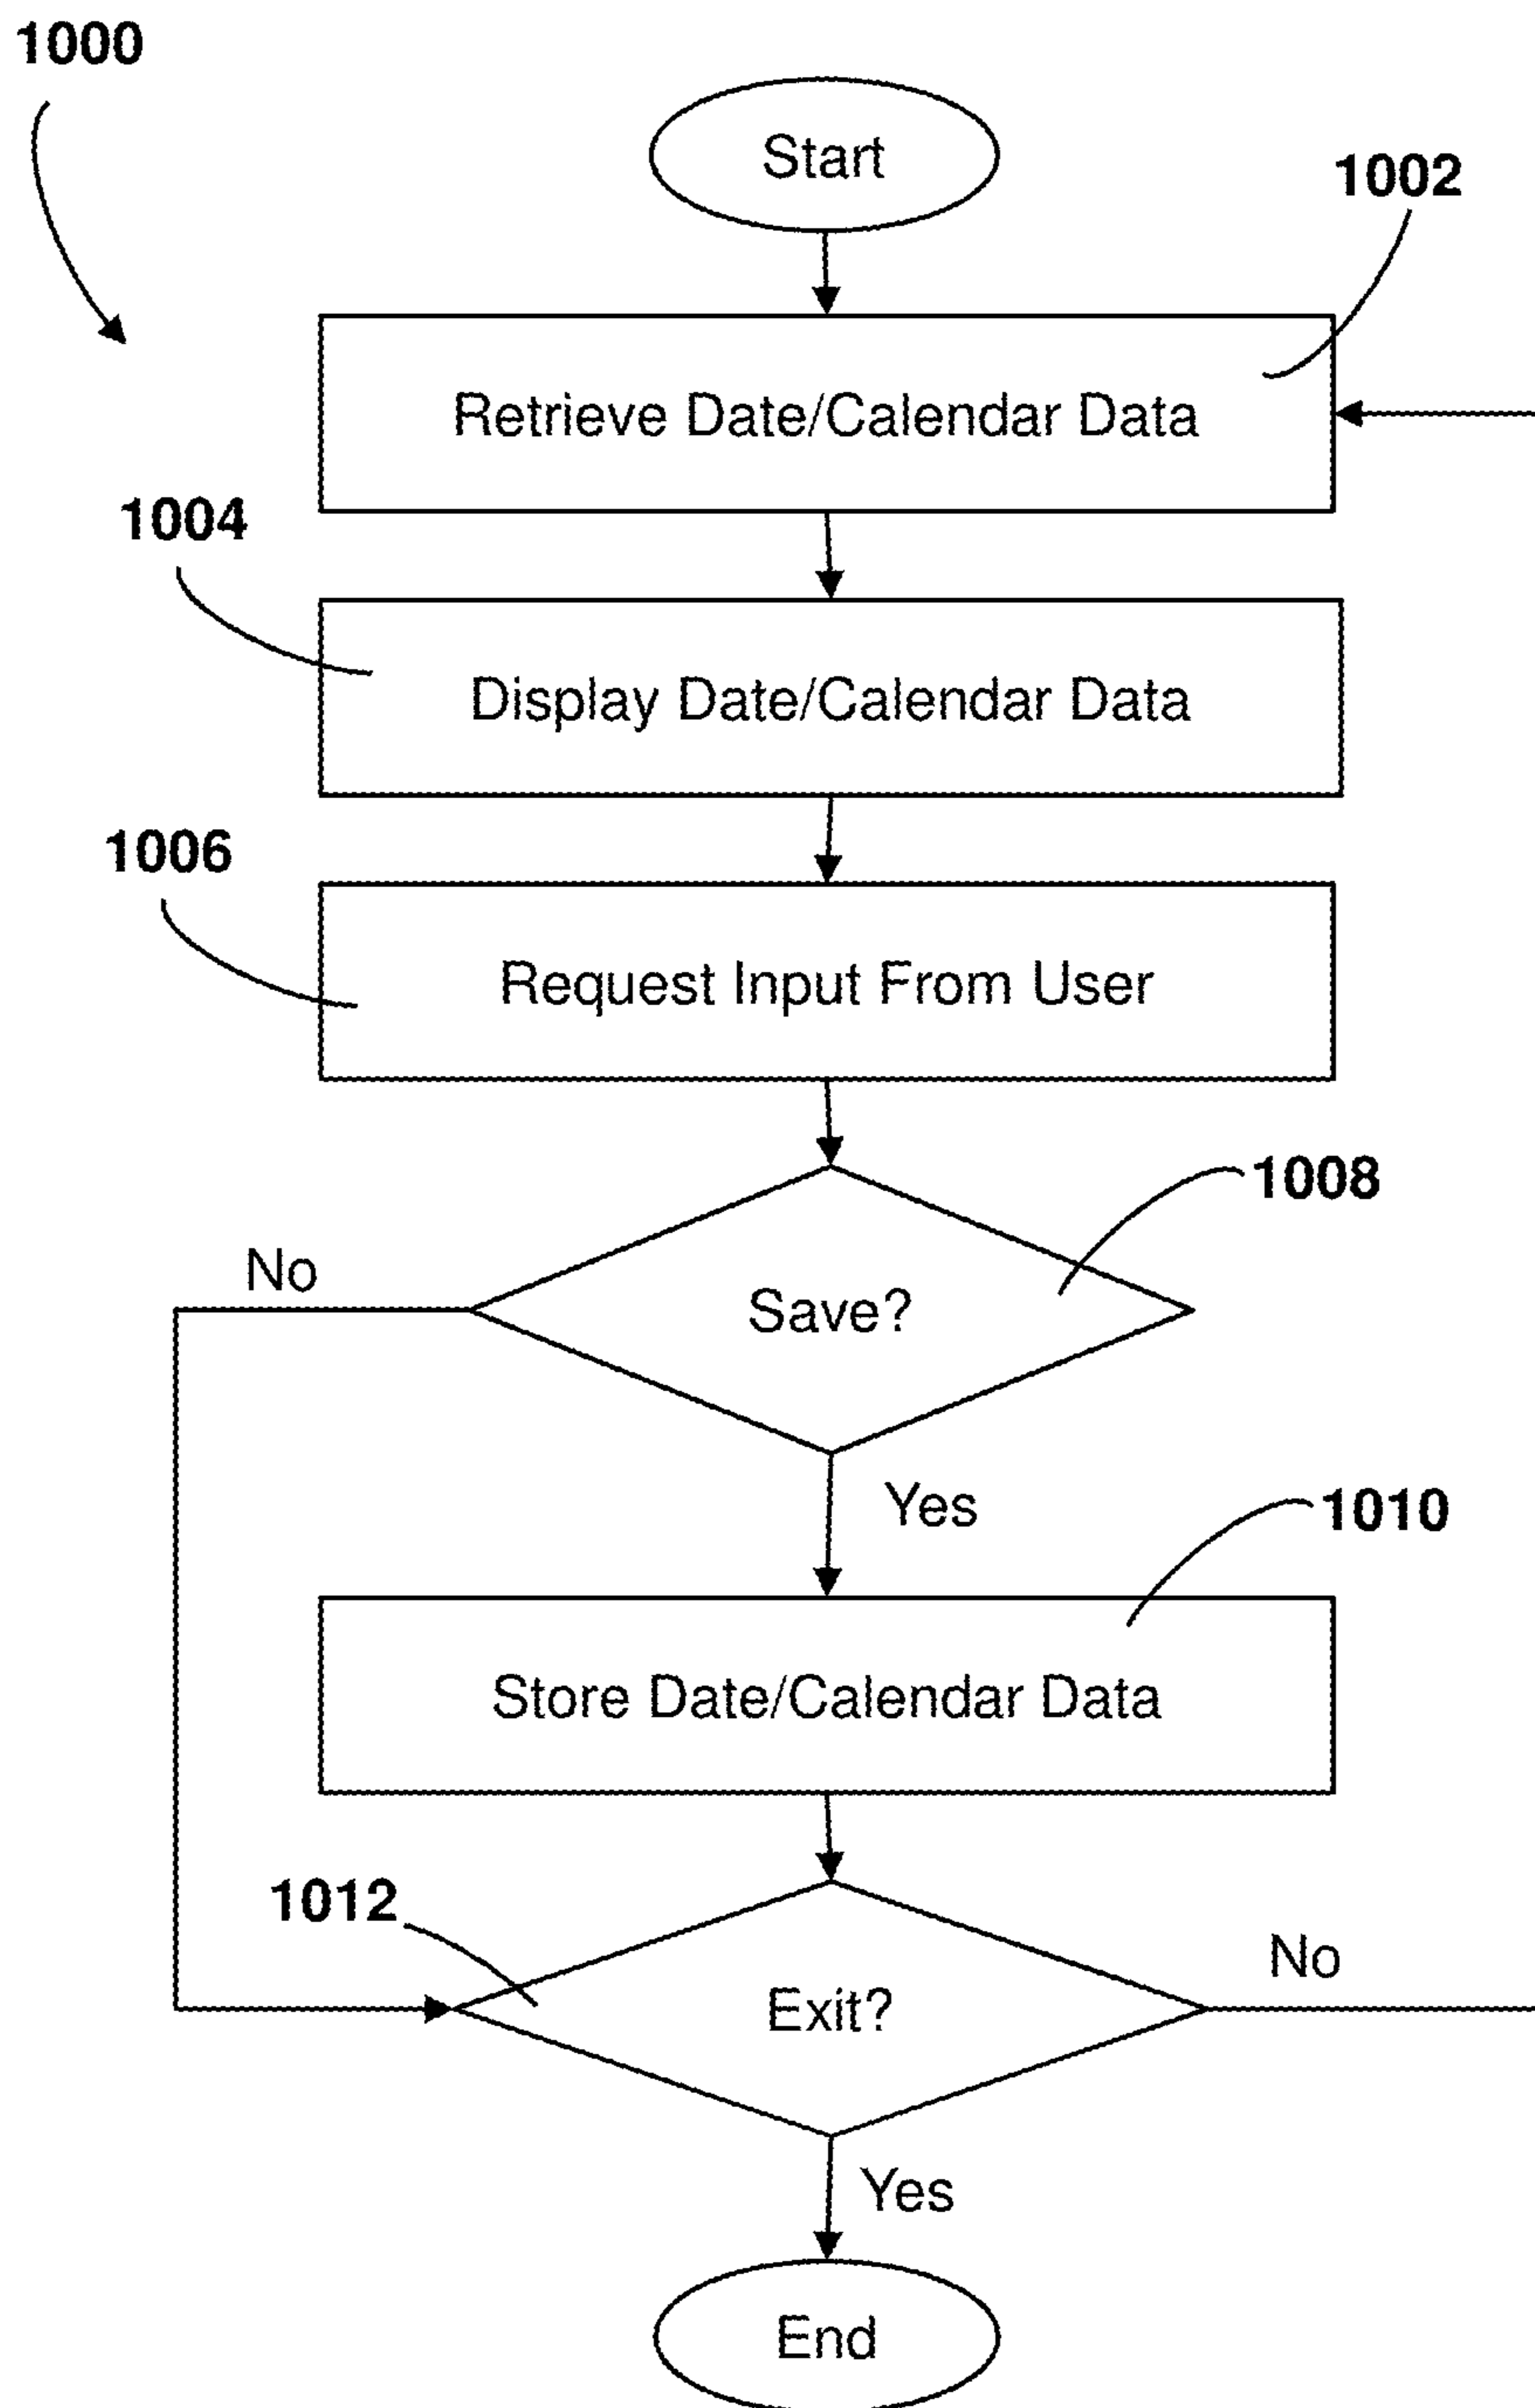 1000
Start
1002
Retrieve Date/Calendar Data
1004
Display Date/Calendar Data
1006
Request Input From User
1008
No
Save?
Yes
1010
Store Date/Calendar Data
1012
No
Exit?
Yes
End